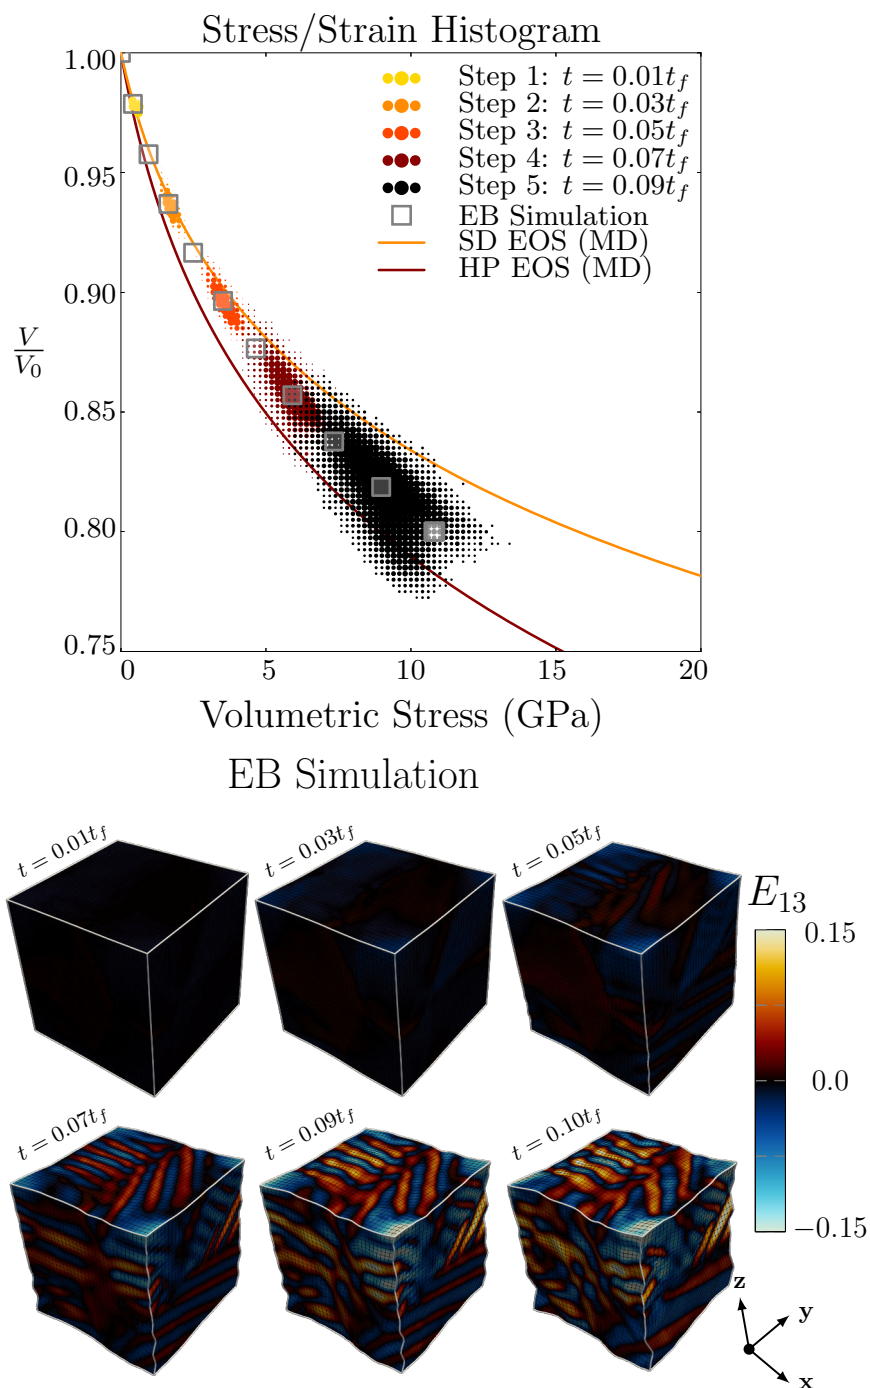 Stress/Strain Histogram
1.00
0.95
0.90
0.85
0.80
0.75
V/V₀
Step 1: t = 0.01t_f
Step 2: t = 0.03t_f
Step 3: t = 0.05t_f
Step 4: t = 0.07t_f
Step 5: t = 0.09t_f
EB Simulation
SD EOS (MD)
HP EOS (MD)
0 5 10 15 20
Volumetric Stress (GPa)
EB Simulation
t = 0.01t_f
t = 0.03t_f
t = 0.05t_f
E₁₃
0.15
0.0
−0.15
t = 0.07t_f
t = 0.09t_f
t = 0.10t_f
z
y
x